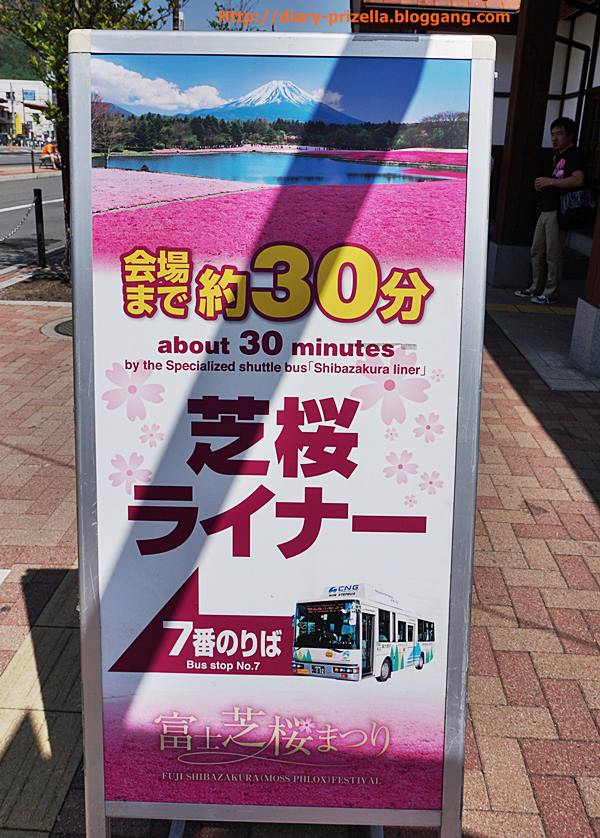 Http://diary-prizella.bloggang.com
会場
まで約30分
about 30 minutes
by the Specialized shuttle bus「Shibazakura liner」
芝桜
ライナー
CNG
NON STEPBUS
7番のりば
Bus stop No.7
富士芝桜まつり
FUJI SHIBAZAKURA(MOSS PHLOX)FESTIVAL